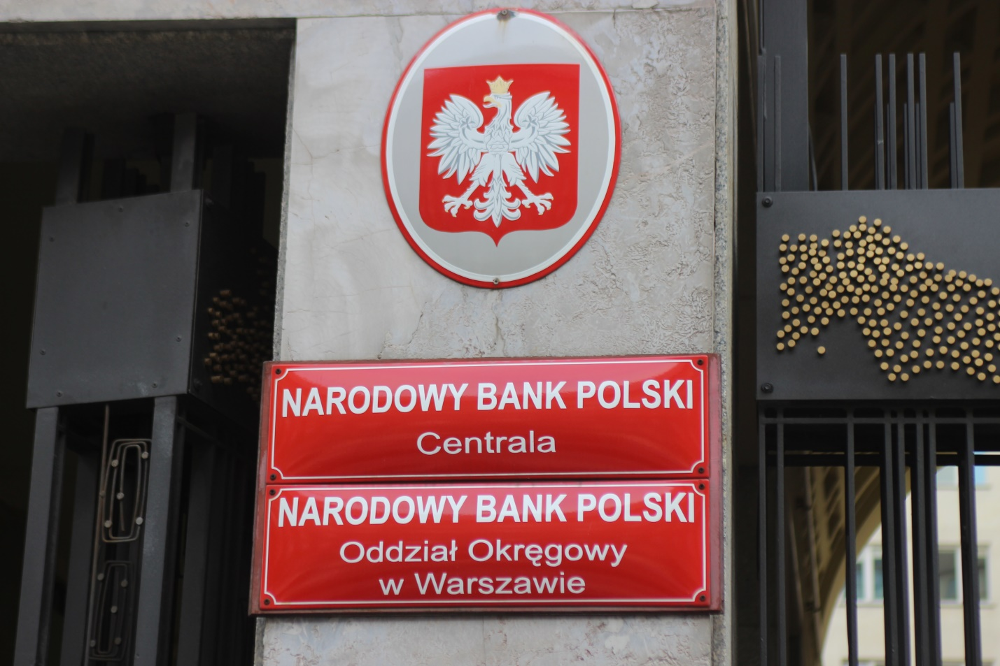 NARODOWY BANK POLSKI
Centrala
NARODOWY BANK POLSKI
Oddział Okręgowy
w Warszawie